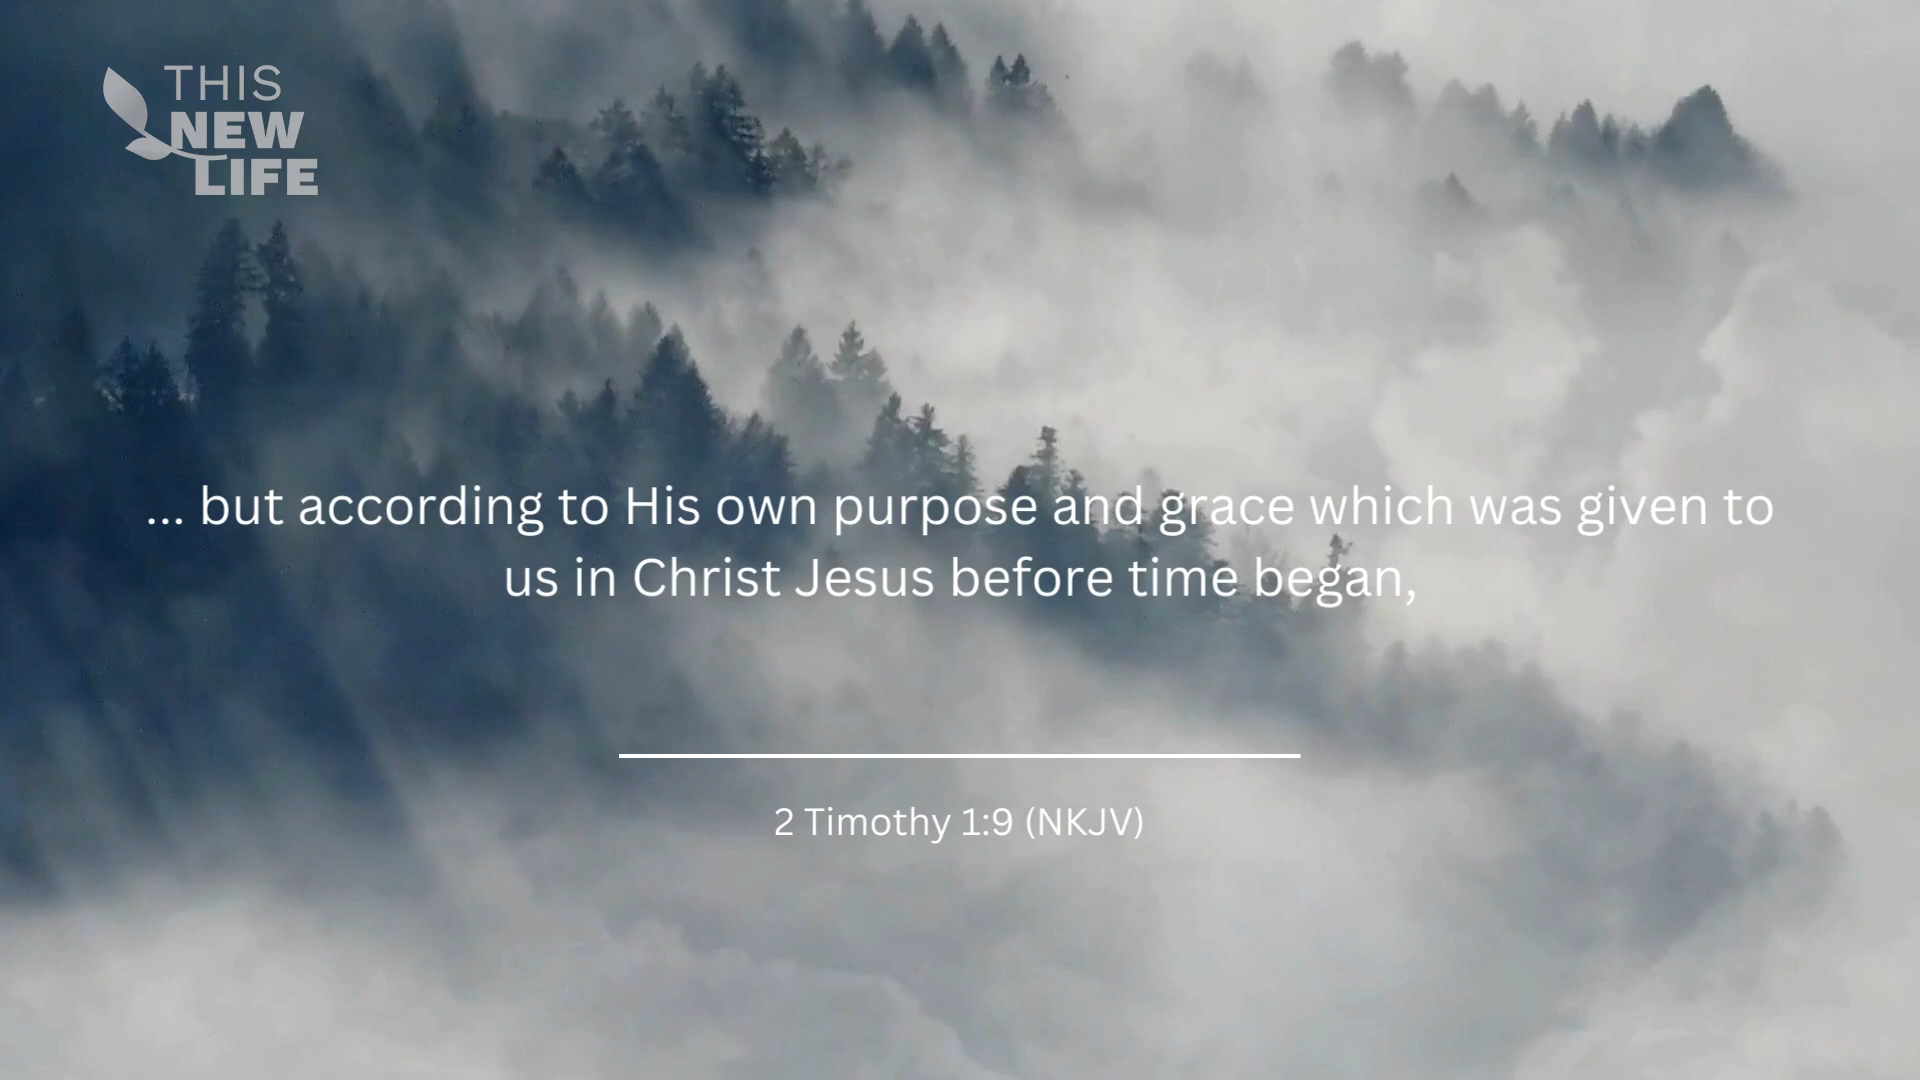 THIS
NEW
LIFE
... but according to His own purpose and grace which was given to
us in Christ Jesus before time began,
2 Timothy 1:9 (NKJV)